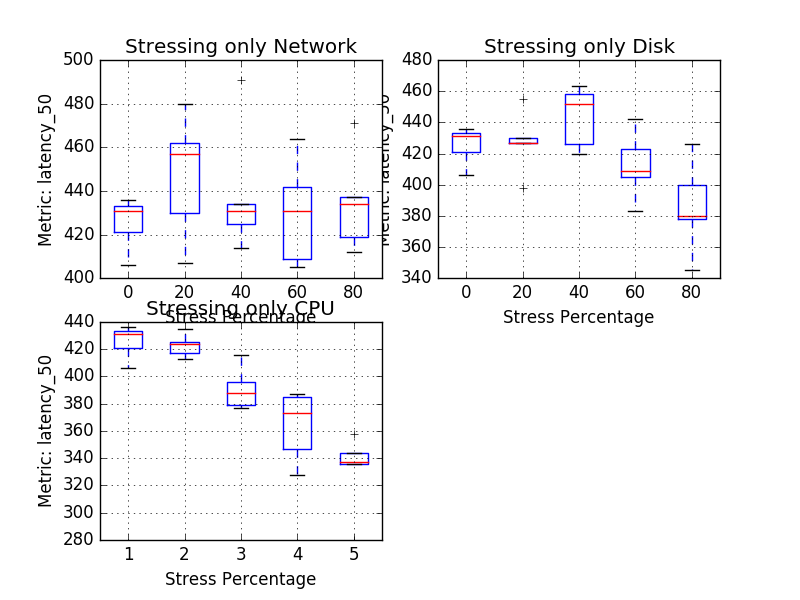 Stressing only Network
500
480
460
440
420
400
Metric: latency_50
0 20 40 60 80
Stress Percentage
Stressing only Disk
480
460
440
420
400
380
360
340
Metric: latency_50
0 20 40 60 80
Stress Percentage
Stressing only CPU
440
420
400
380
360
340
320
300
280
Metric: latency_50
1 2 3 4 5
Stress Percentage